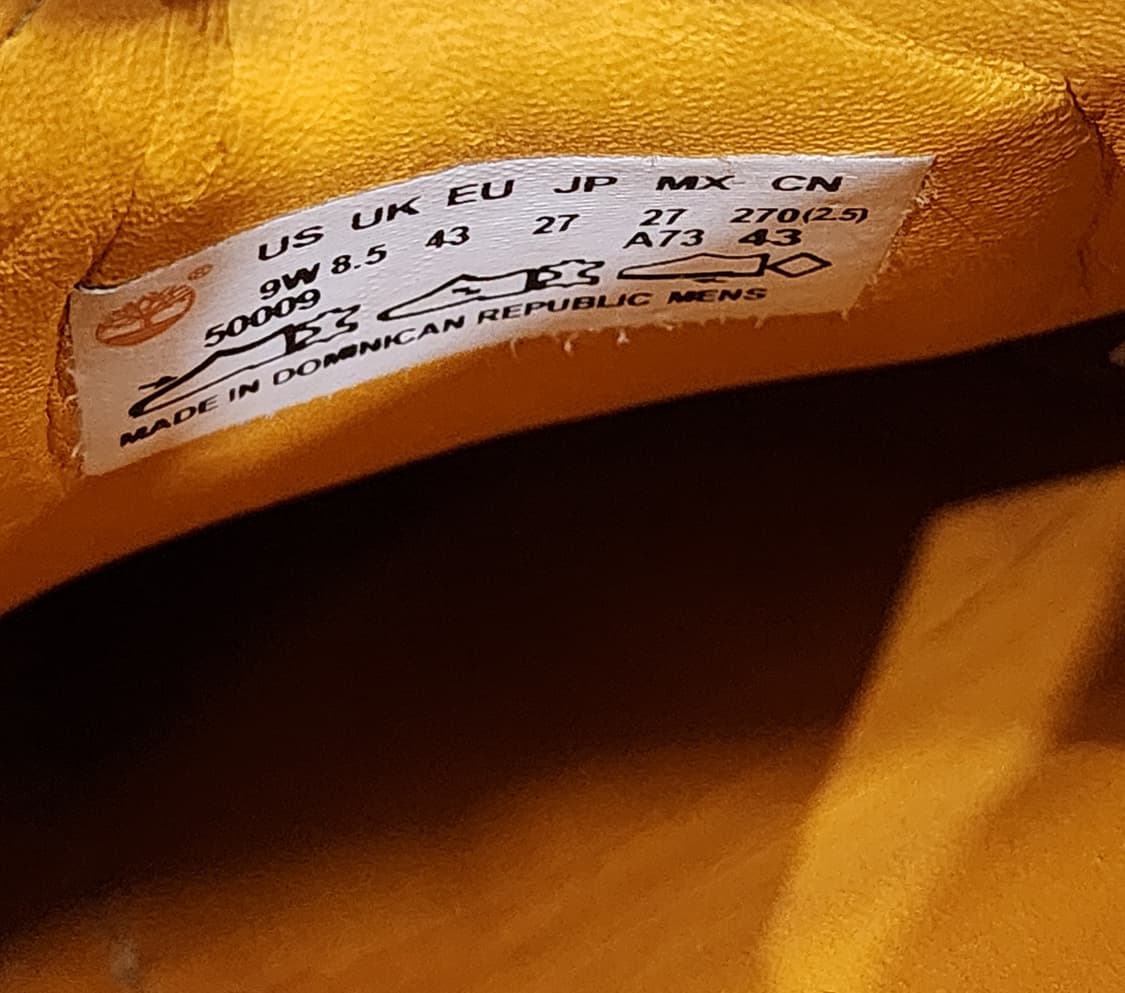 US UK EU JP MX CN
9W 8.5 43 27 27 270(2.5)
50009 A73 43
MADE IN DOMINICAN REPUBLIC MENS